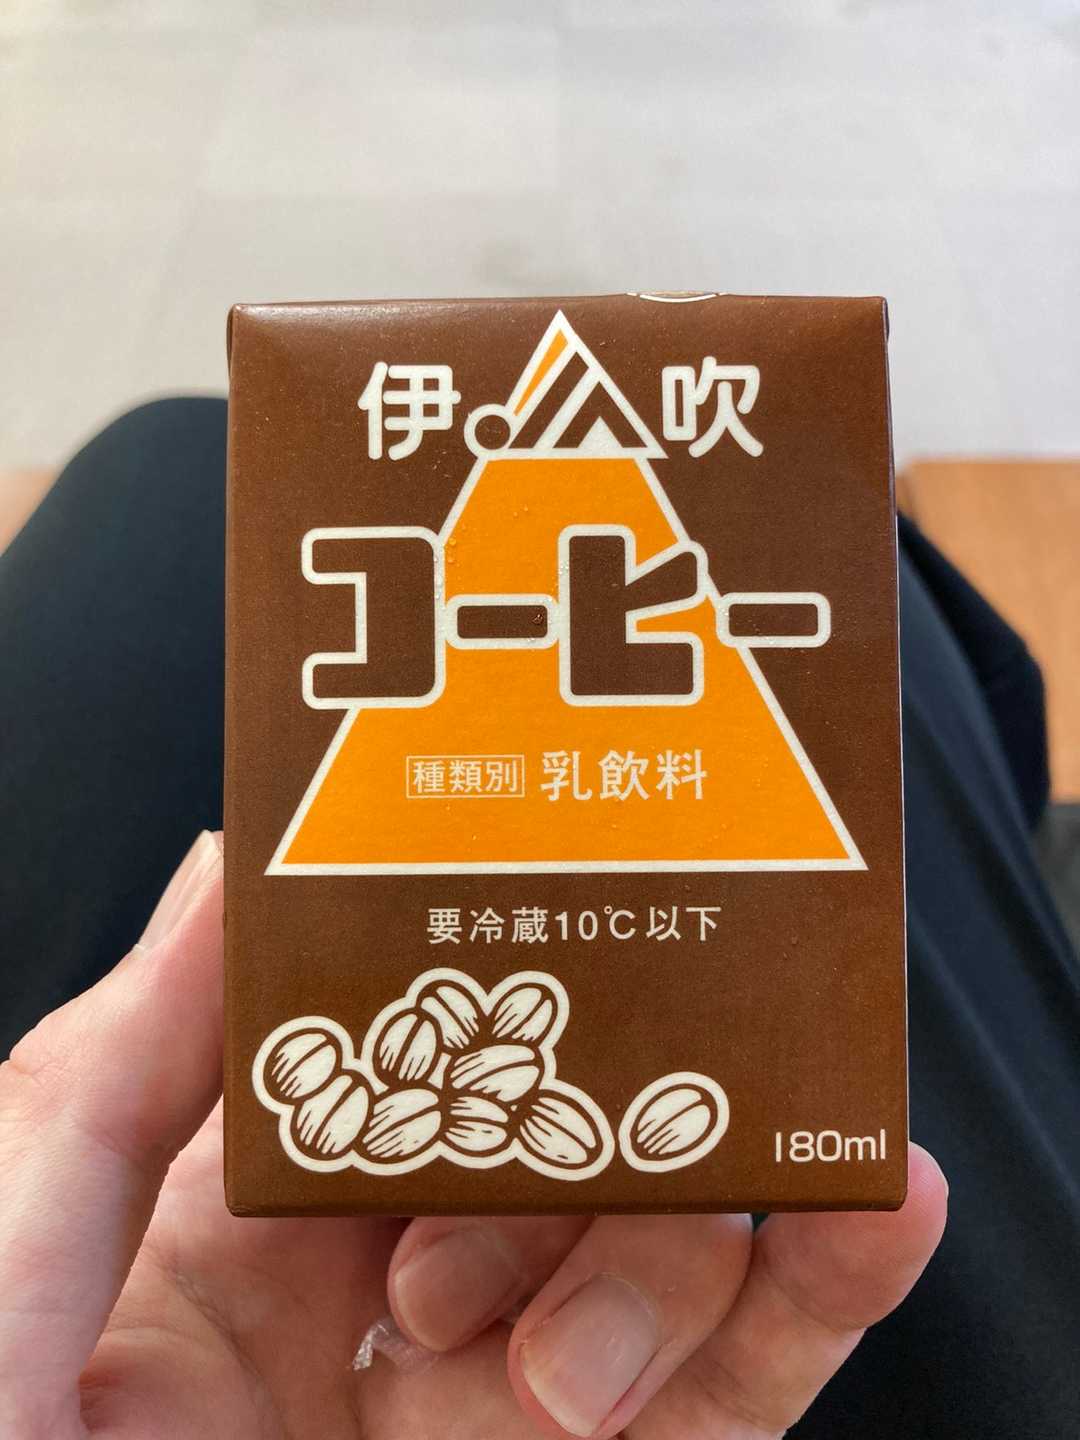 伊吹
コーヒー
種類別 乳飲料
要冷蔵10℃以下
180ml